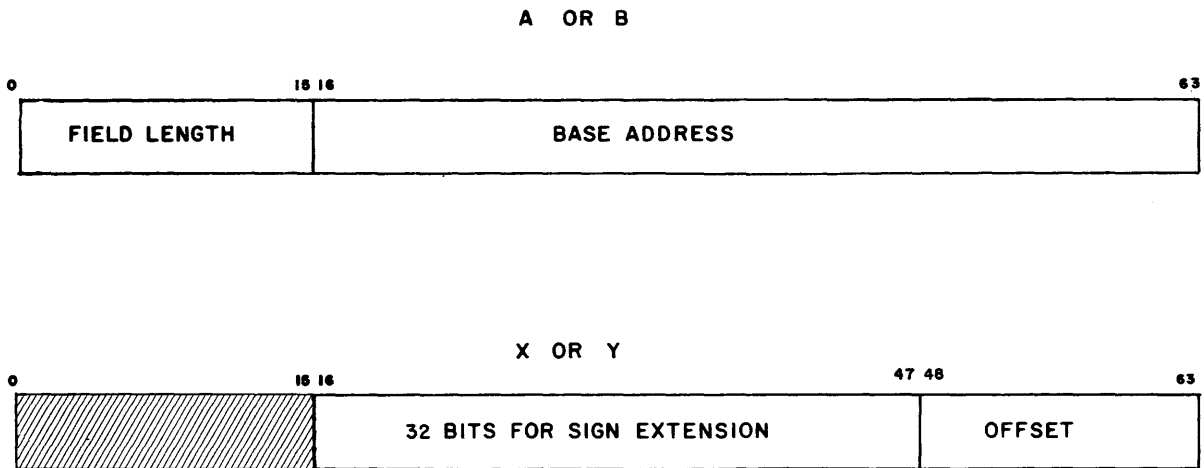 A OR B
0 15 16 63
FIELD LENGTH BASE ADDRESS
X OR Y
0 15 16 47 48 63
32 BITS FOR SIGN EXTENSION OFFSET